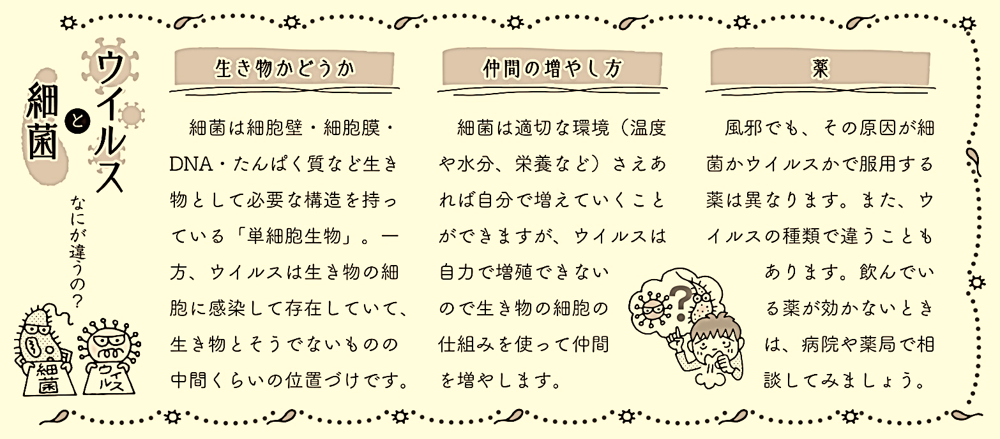 ウイルス
と
細菌
なにが違うの？
細菌
ウイルス
生き物かどうか
細菌は細胞壁・細胞膜・
DNA・たんぱく質など生き
物として必要な構造を持っ
ている「単細胞生物」。一
方、ウイルスは生き物の細
胞に感染して存在していて、
生き物とそうでないものの
中間くらいの位置づけです。
仲間の増やし方
細菌は適切な環境（温度
や水分、栄養など）さえあ
れば自分で増えていくこと
ができますが、ウイルスは
自力で増殖できない
ので生き物の細胞の
仕組みを使って仲間
を増やします。
?
薬
風邪でも、その原因が細
菌かウイルスかで服用する
薬は異なります。また、ウ
イルスの種類で違うことも
あります。飲んでい
る薬が効かないとき
は、病院や薬局で相
談してみましょう。